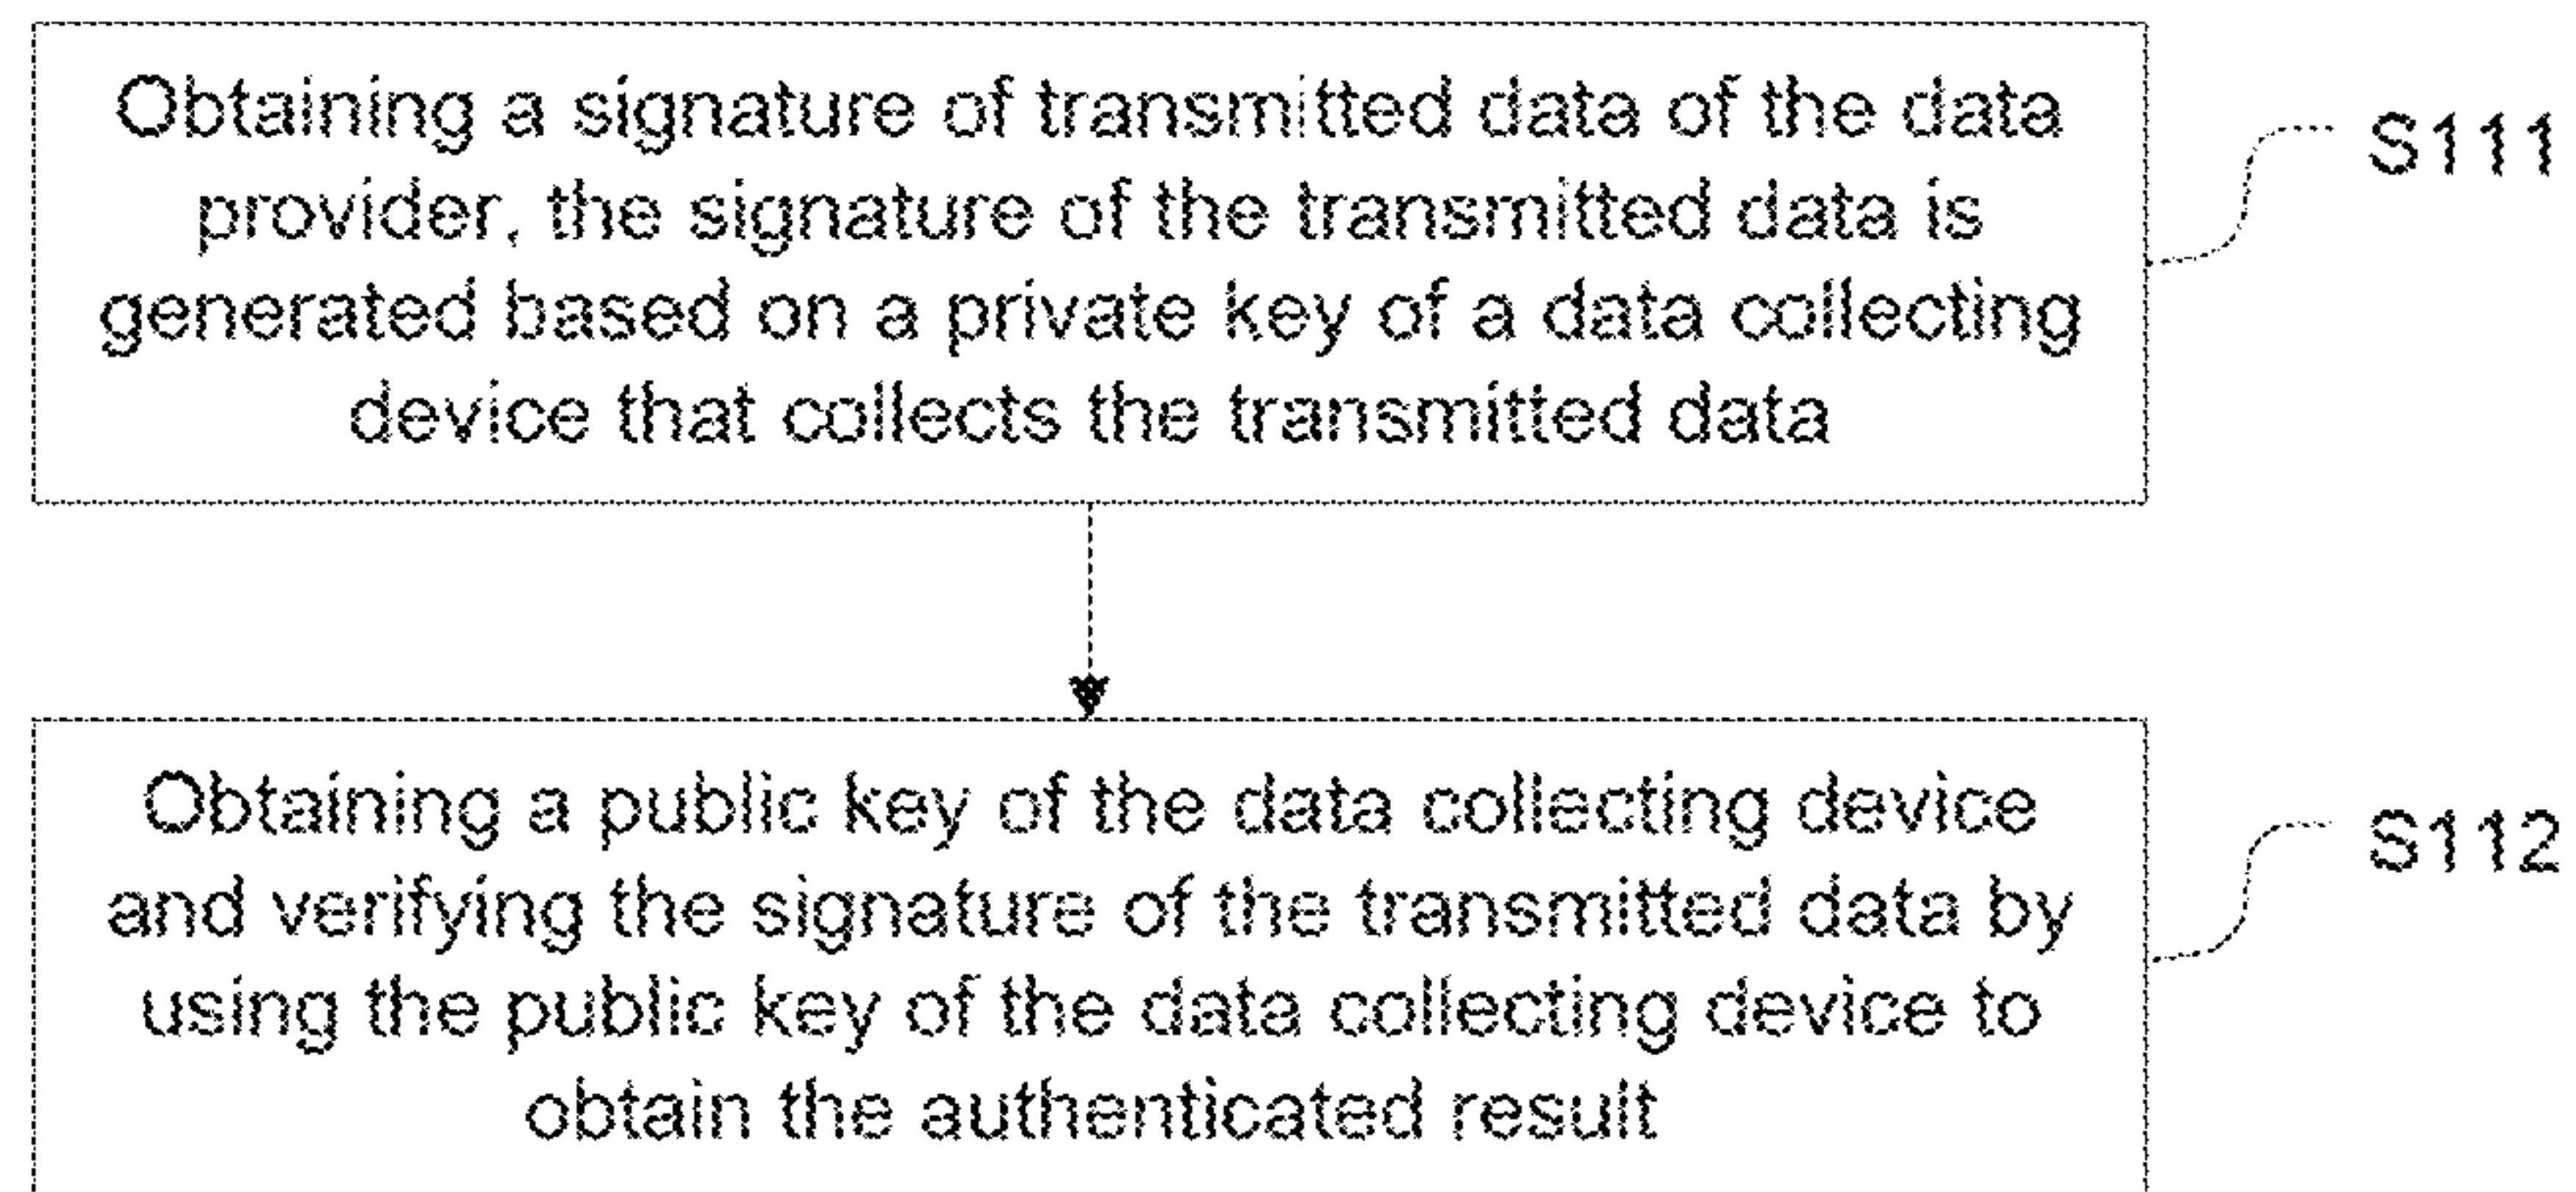 Obtaining a signature of transmitted data of the data
provider, the signature of the transmitted data is
generated based on a private key of a data collecting
device that collects the transmitted data
S111
Obtaining a public key of the data collecting device
and verifying the signature of the transmitted data by
using the public key of the data collecting device to
obtain the authenticated result
S112